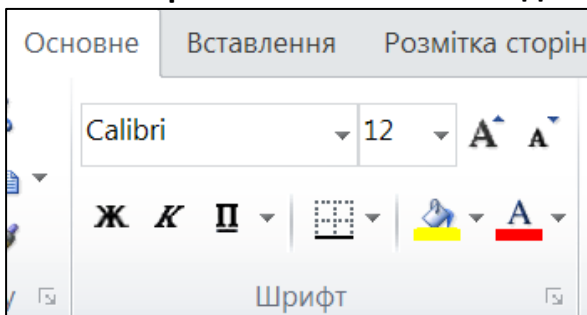 Основне Вставлення Розмітка сторін
Calibri 12 А А
Ж К П А
у Шрифт